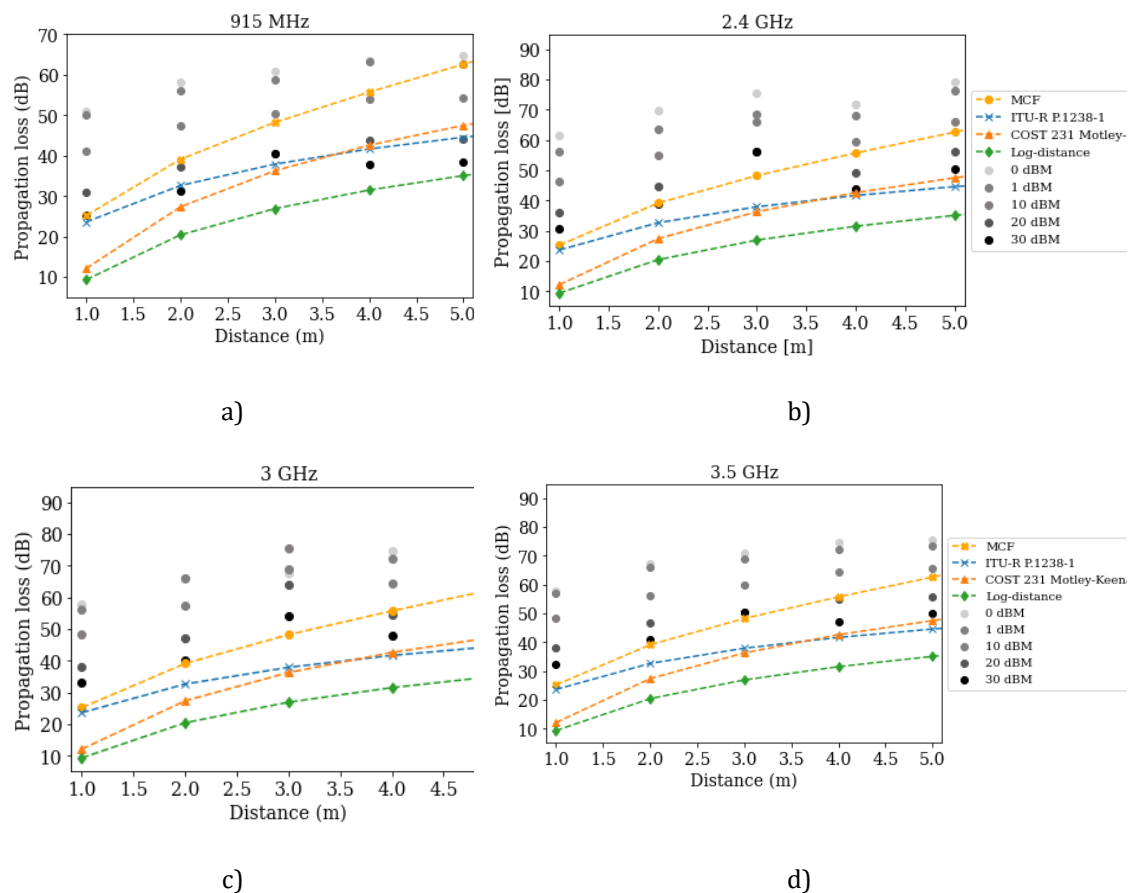 915 MHz
Propagation loss (dB)
70
60
50
40
30
20
10
1.0 1.5 2.0 2.5 3.0 3.5 4.0 4.5 5.0
Distance (m)
a)
2.4 GHz
Propagation loss [dB]
90
80
70
60
50
40
30
20
10
1.0 1.5 2.0 2.5 3.0 3.5 4.0 4.5 5.0
Distance [m]
MCF
ITU-R P.1238-1
COST 231 Motley-
Log-distance
0 dBM
1 dBM
10 dBM
20 dBM
30 dBM
b)
3 GHz
Propagation loss (dB)
90
80
70
60
50
40
30
20
10
1.0 1.5 2.0 2.5 3.0 3.5 4.0 4.5
Distance (m)
c)
3.5 GHz
Propagation loss (dB)
90
80
70
60
50
40
30
20
10
1.0 1.5 2.0 2.5 3.0 3.5 4.0 4.5 5.0
Distance (m)
MCF
ITU-R P.1238-1
COST 231 Motley-Keena
Log-distance
0 dBM
1 dBM
10 dBM
20 dBM
30 dBM
d)